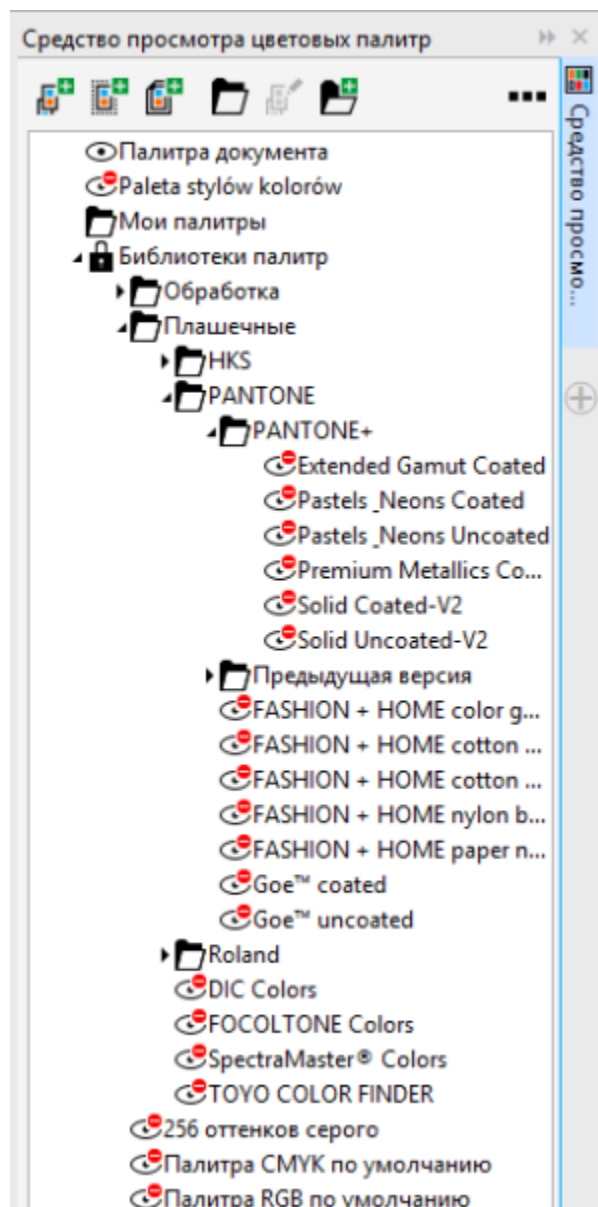 Средство просмотра цветовых палитр
Палитра документа
Paleta stylów kolorów
Мои палитры
Библиотеки палитр
Обработка
Плашечные
HKS
PANTONE
PANTONE+
Extended Gamut Coated
Pastels _Neons Coated
Pastels _Neons Uncoated
Premium Metallics Co...
Solid Coated-V2
Solid Uncoated-V2
Предыдущая версия
FASHION + HOME color g...
FASHION + HOME cotton ...
FASHION + HOME cotton ...
FASHION + HOME nylon b...
FASHION + HOME paper n...
Goe™ coated
Goe™ uncoated
Roland
DIC Colors
FOCOLTONE Colors
SpectraMaster® Colors
TOYO COLOR FINDER
256 оттенков серого
Палитра CMYK по умолчанию
Палитра RGB по умолчанию
Средство просмо...